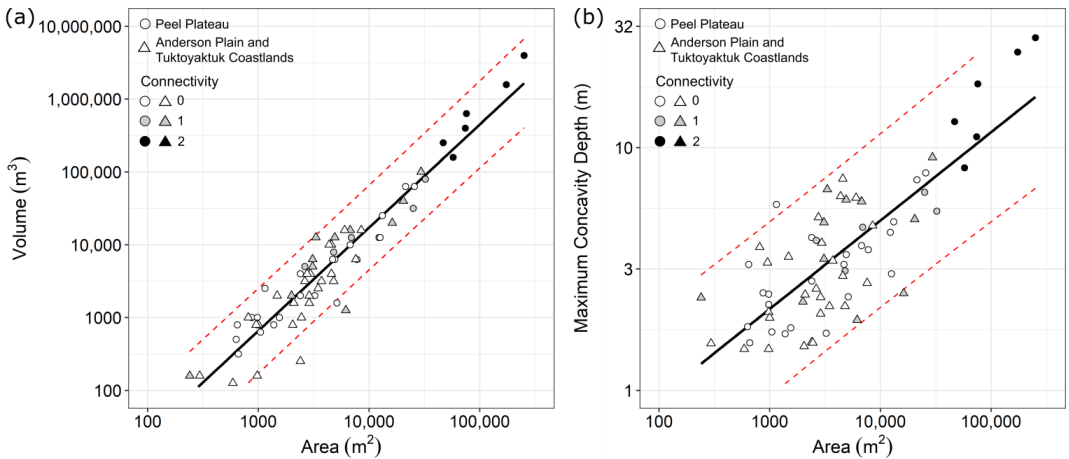 (a)
10,000,000
1,000,000
100,000
10,000
1000
100
Volume (m³)
Peel Plateau
Anderson Plain and
Tuktoyaktuk Coastlands
Connectivity
0
1
2
100
1000
10,000
100,000
Area (m²)
(b)
32
10
3
1
Maximum Concavity Depth (m)
Peel Plateau
Anderson Plain and
Tuktoyaktuk Coastlands
Connectivity
0
1
2
100
1000
10,000
100,000
Area (m²)